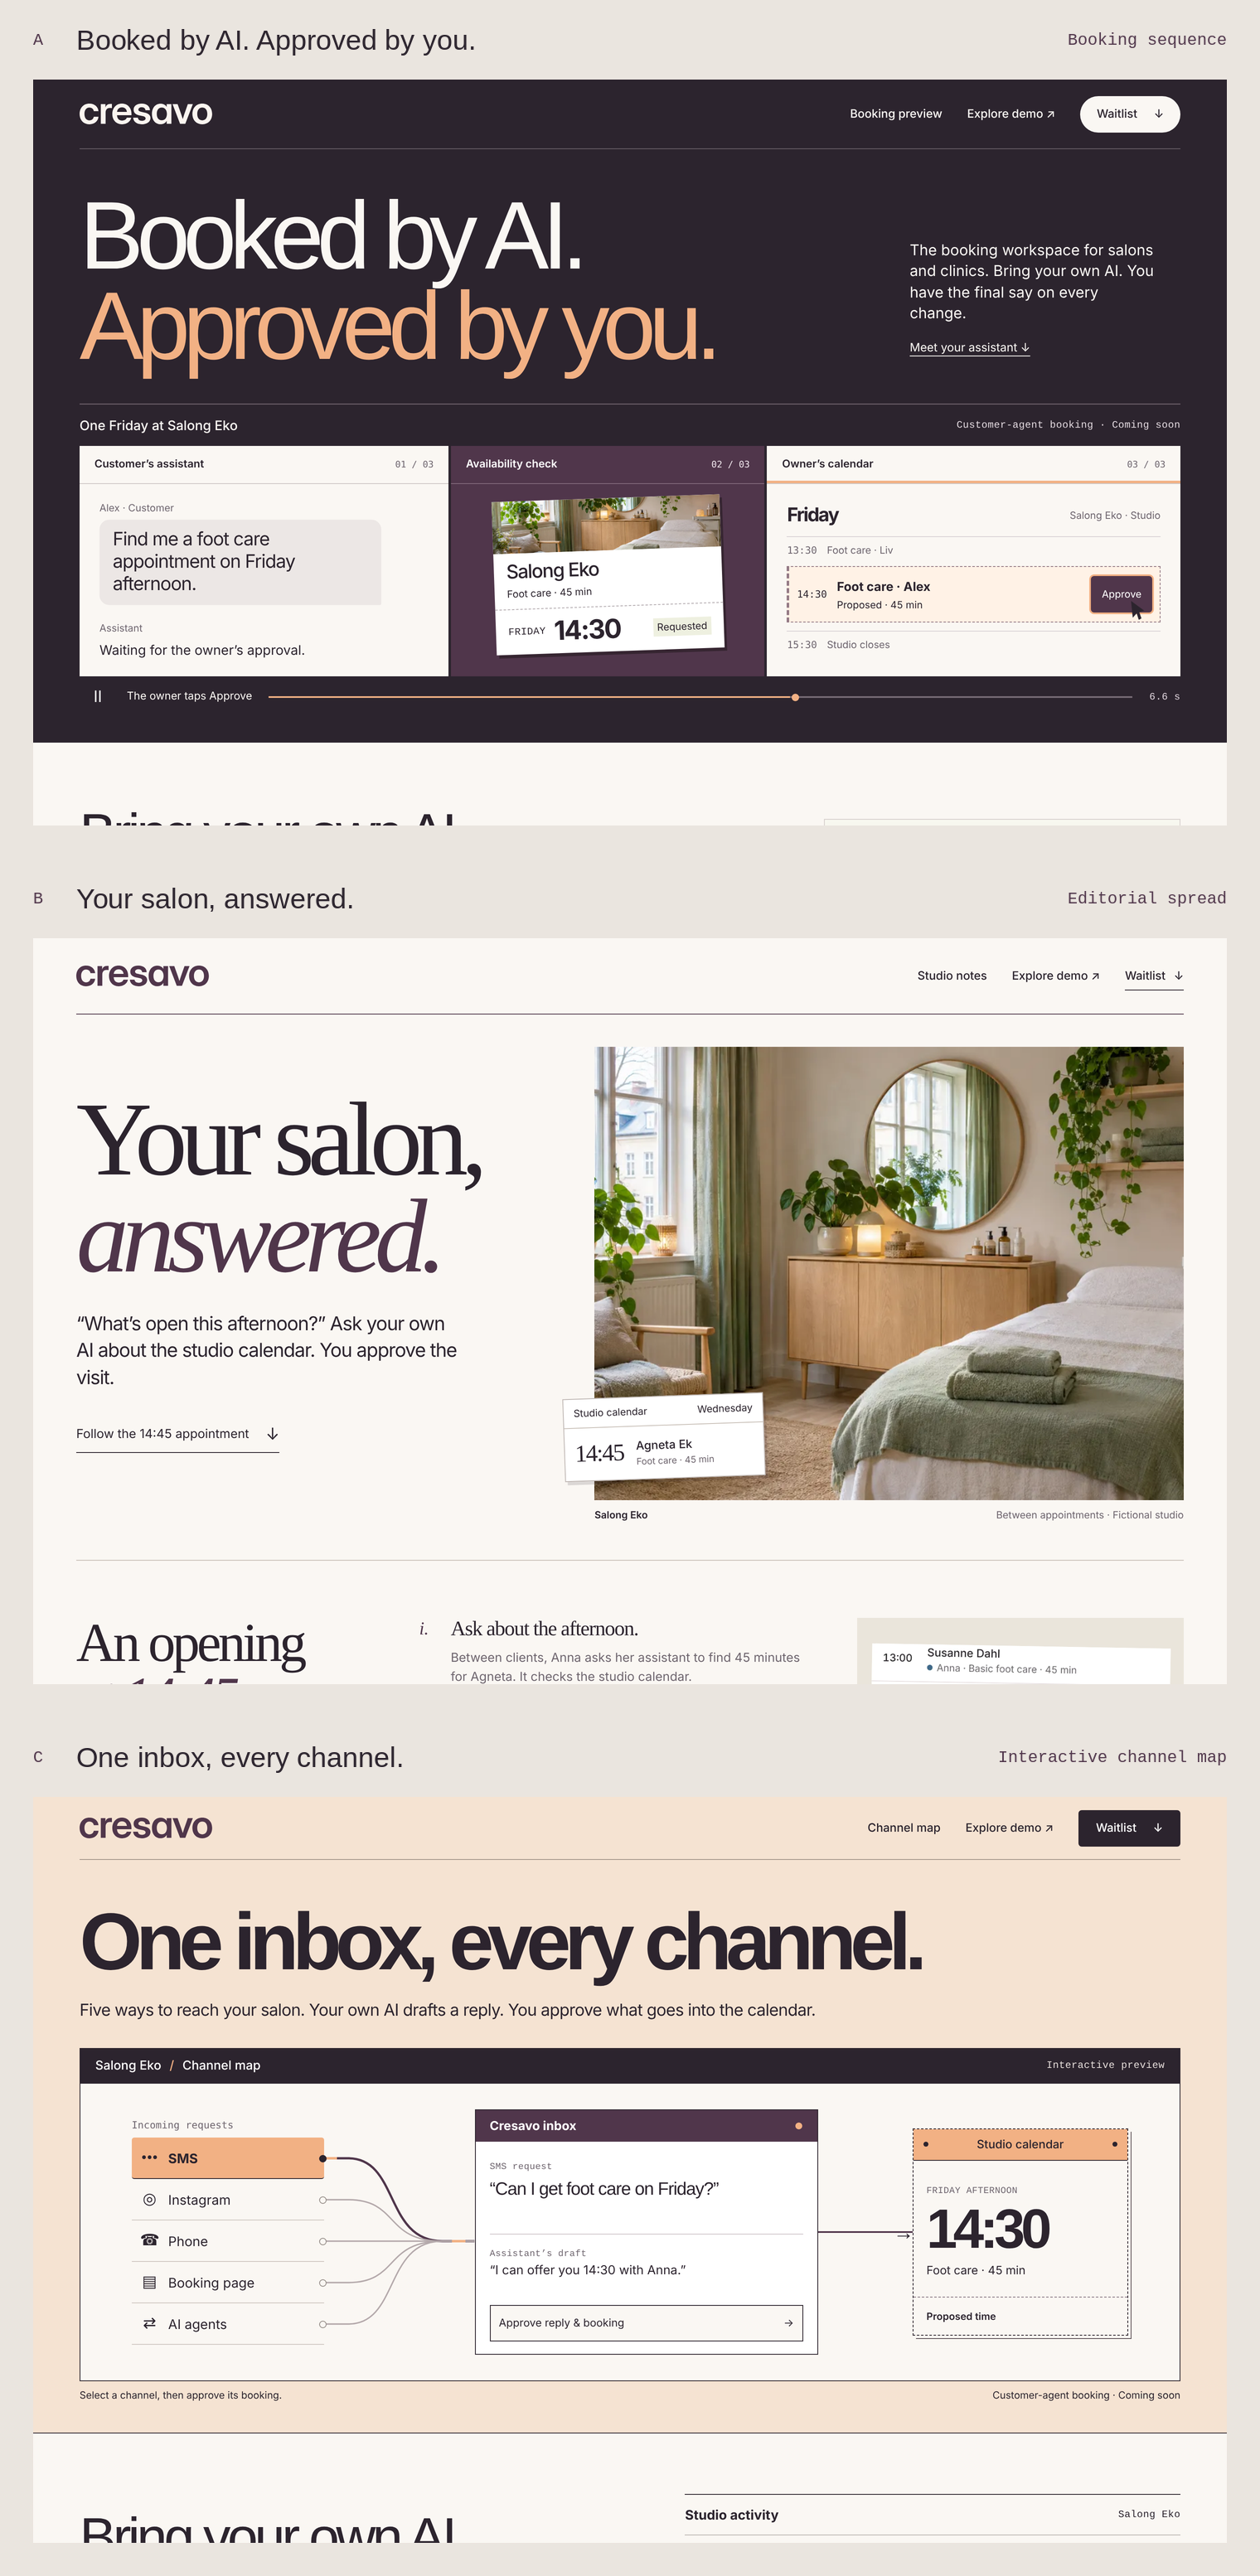 A Booked by AI. Approved by you. Booking sequence
cresavo Booking preview Explore demo ↗ Waitlist ↓
Booked by AI.
Approved by you.
The booking workspace for salons
and clinics. Bring your own AI. You
have the final say on every
change.
Meet your assistant ↓
One Friday at Salong Eko Customer-agent booking · Coming soon
Customer’s assistant 01 / 03
Alex · Customer
Find me a foot care
appointment on Friday
afternoon.
Assistant
Waiting for the owner’s approval.
Availability check 02 / 03
Salong Eko
Foot care · 45 min
FRIDAY 14:30 Requested
Owner’s calendar 03 / 03
Friday Salong Eko · Studio
13:30 Foot care · Liv
14:30 Foot care · Alex
Proposed · 45 min
Approve
15:30 Studio closes
The owner taps Approve 6.6 s
Bring your own AI
B Your salon, answered. Editorial spread
cresavo Studio notes Explore demo ↗ Waitlist ↓
Your salon,
answered.
“What’s open this afternoon?” Ask your own
AI about the studio calendar. You approve the
visit.
Follow the 14:45 appointment ↓
Studio calendar Wednesday
14:45 Agneta Ek
Foot care · 45 min
Salong Eko Between appointments · Fictional studio
An opening
14:45
i. Ask about the afternoon.
Between clients, Anna asks her assistant to find 45 minutes
for Agneta. It checks the studio calendar.
13:00 Susanne Dahl
Anna · Basic foot care · 45 min
C One inbox, every channel. Interactive channel map
cresavo Channel map Explore demo ↗ Waitlist ↓
One inbox, every channel.
Five ways to reach your salon. Your own AI drafts a reply. You approve what goes into the calendar.
Salong Eko / Channel map Interactive preview
Incoming requests
SMS
Instagram
Phone
Booking page
AI agents
Cresavo inbox
SMS request
“Can I get foot care on Friday?”
Assistant’s draft
“I can offer you 14:30 with Anna.”
Approve reply & booking →
Studio calendar
FRIDAY AFTERNOON
14:30
Foot care · 45 min
Proposed time
Select a channel, then approve its booking. Customer-agent booking · Coming soon
Bring your own AI
Studio activity Salong Eko